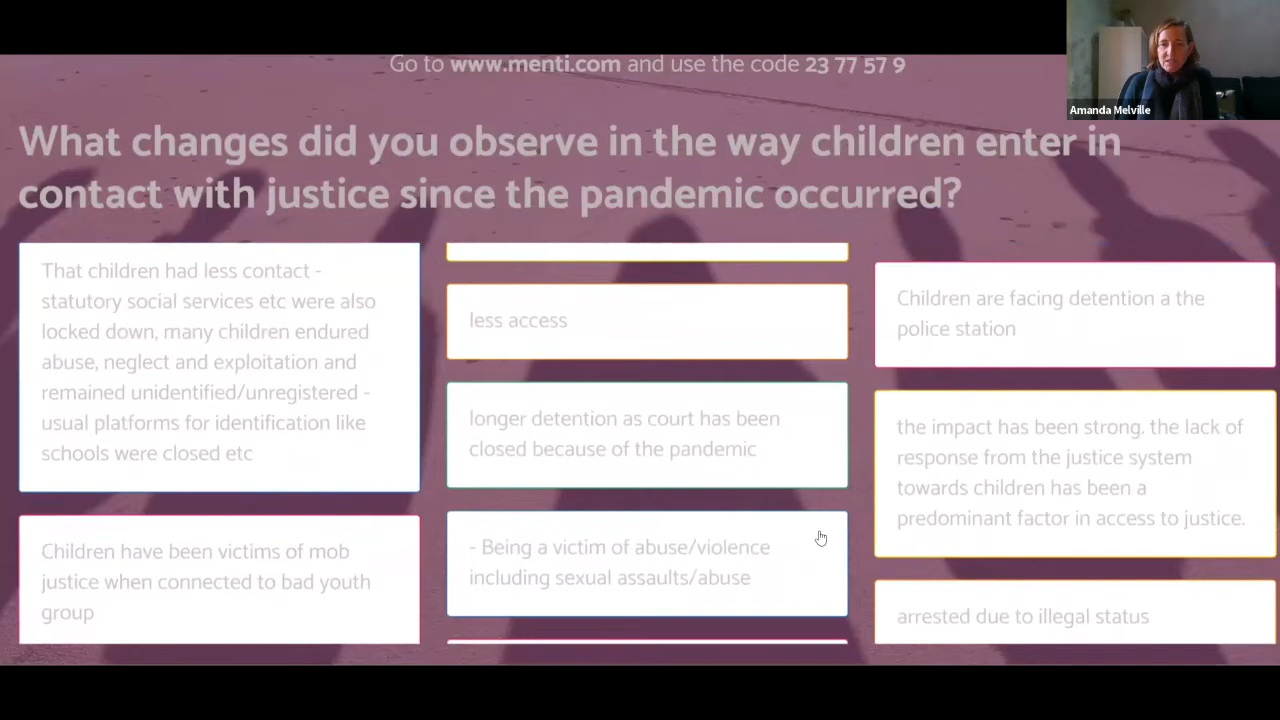 Go to www.menti.com and use the code 23 77 57 9
Amanda Melville
What changes did you observe in the way children enter in
contact with justice since the pandemic occurred?
That children had less contact -
statutory social services etc were also
locked down, many children endured
abuse, neglect and exploitation and
remained unidentified/unregistered -
usual platforms for identification like
schools were closed etc
Children have been victims of mob
justice when connected to bad youth
group
less access
longer detention as court has been
closed because of the pandemic
- Being a victim of abuse/violence
including sexual assaults/abuse
Children are facing detention a the
police station
the impact has been strong. the lack of
response from the justice system
towards children has been a
predominant factor in access to justice.
arrested due to illegal status